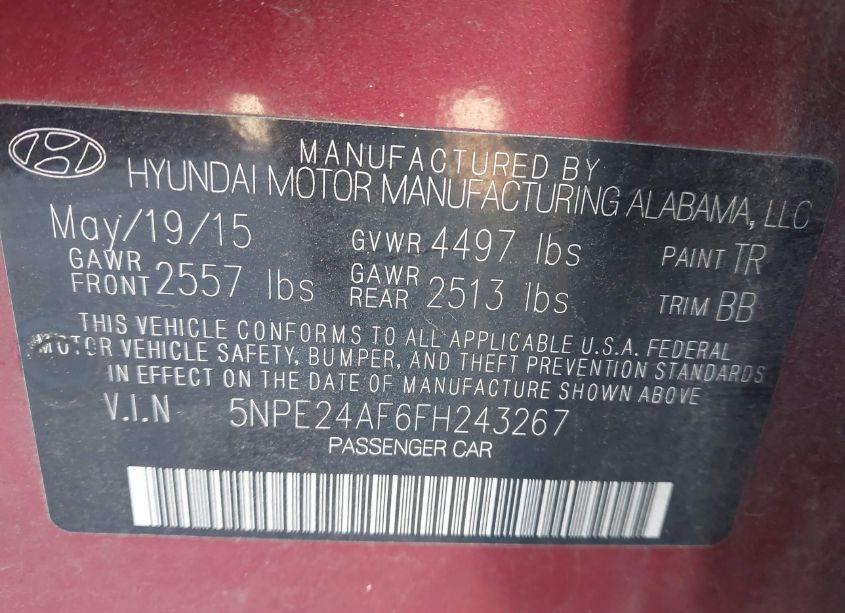 MANUFACTURED BY
HYUNDAI MOTOR MANUFACTURING ALABAMA, LLC
May/19/15 GVWR 4497 lbs PAINT TR
GAWR FRONT 2557 lbs GAWR REAR 2513 lbs TRIM BB
THIS VEHICLE CONFORMS TO ALL APPLICABLE U.S.A. FEDERAL
MOTOR VEHICLE SAFETY, BUMPER, AND THEFT PREVENTION STANDARDS
IN EFFECT ON THE DATE OF MANUFACTURE SHOWN ABOVE
V.I.N 5NPE24AF6FH243267
PASSENGER CAR